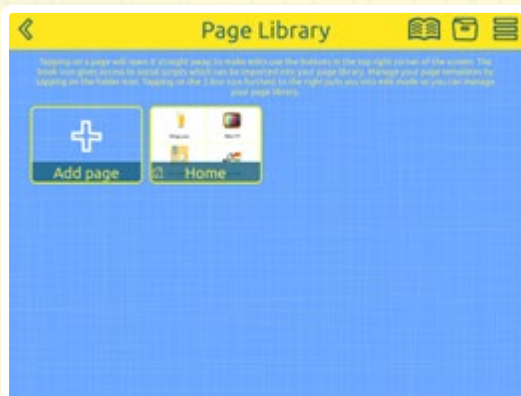 Page Library
Tapping on a page will open it straight away, to make edits use the buttons in the top right corner of the screen. The
book icon gives access to social scripts which can be imported into your page library. Manage your page templates by
tapping on the folder icon. Tapping on the 3 line icon furthest to the right puts you into edit mode so you can manage
your page library.
Add page
Home